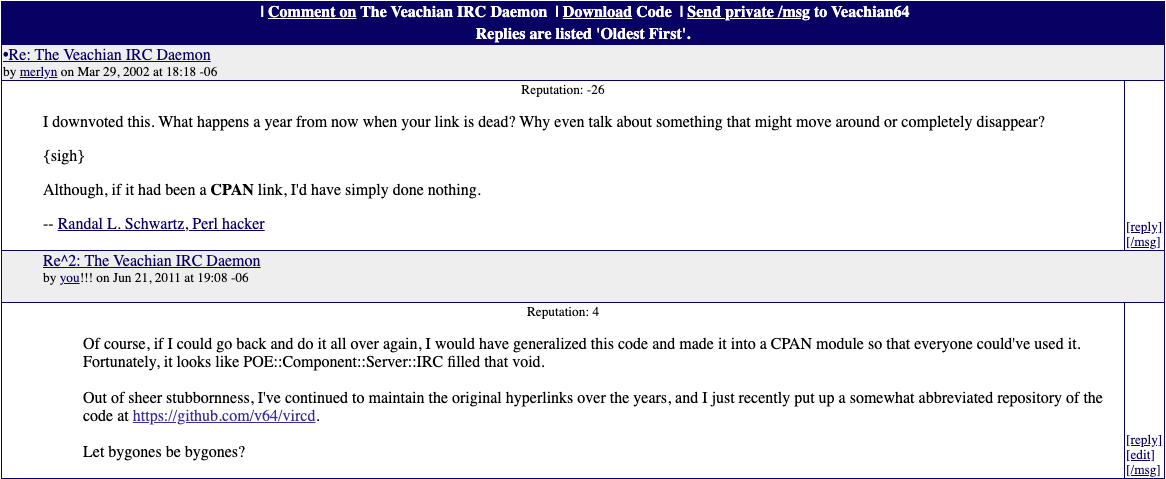 | Comment on The Veachian IRC Daemon | Download Code | Send private /msg to Veachian64
Replies are listed 'Oldest First'.
•Re: The Veachian IRC Daemon
by merlyn on Mar 29, 2002 at 18:18 -06
Reputation: -26
I downvoted this. What happens a year from now when your link is dead? Why even talk about something that might move around or completely disappear?
{sigh}
Although, if it had been a CPAN link, I'd have simply done nothing.
-- Randal L. Schwartz, Perl hacker
[reply]
[/msg]
Re^2: The Veachian IRC Daemon
by you!!! on Jun 21, 2011 at 19:08 -06
Reputation: 4
Of course, if I could go back and do it all over again, I would have generalized this code and made it into a CPAN module so that everyone could've used it.
Fortunately, it looks like POE::Component::Server::IRC filled that void.
Out of sheer stubbornness, I've continued to maintain the original hyperlinks over the years, and I just recently put up a somewhat abbreviated repository of the
code at https://github.com/v64/vircd.
Let bygones be bygones?
[reply]
[edit]
[/msg]